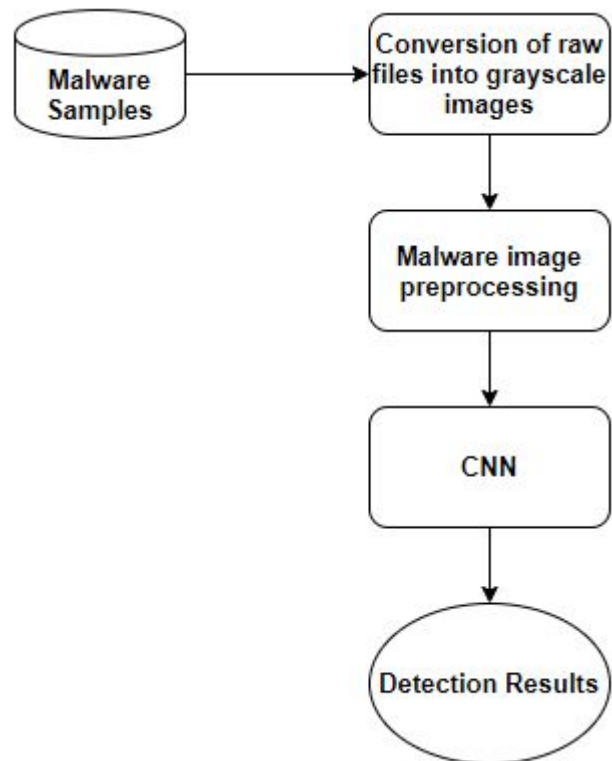 Malware
Samples
Conversion of raw
files into grayscale
images
Malware image
preprocessing
CNN
Detection Results